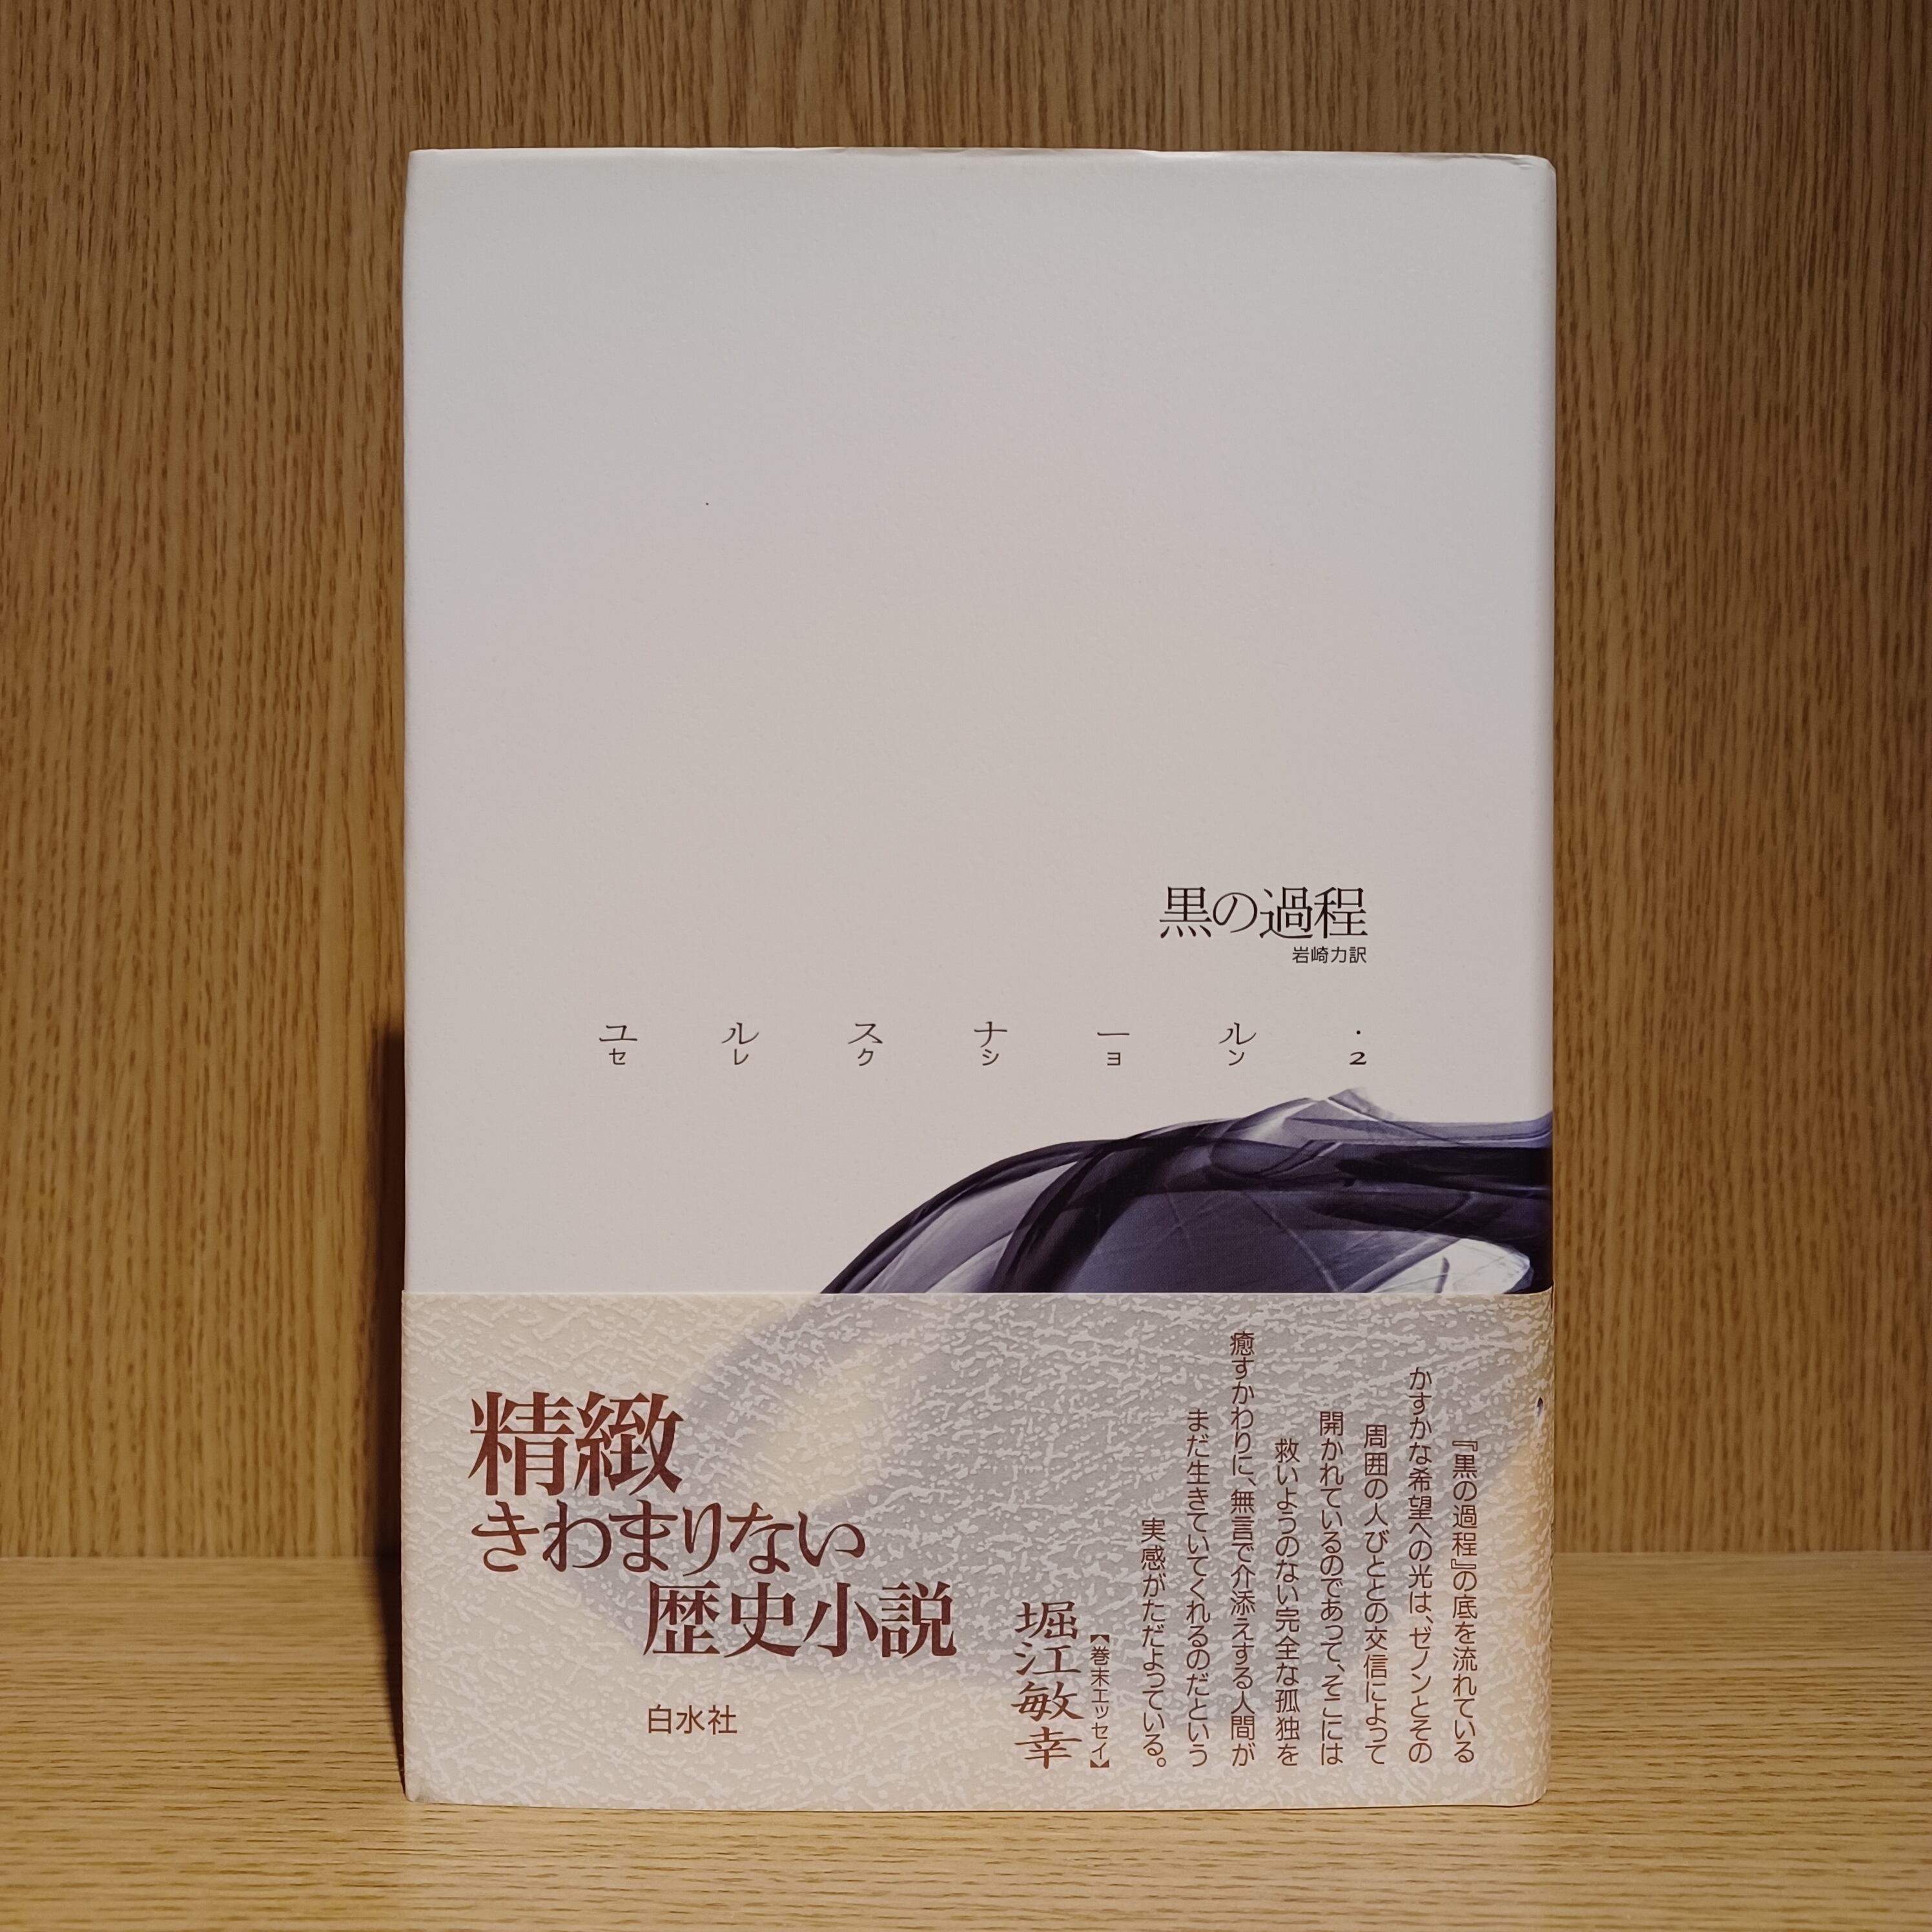 黒の過程
岩崎力訳
ユルスナール・
セレクション2
精緻
きわまりない
歴史小説
白水社
『黒の過程』の底を流れている
かすかな希望への光は、ゼノンとその
周囲の人びととの交信によって
開かれているのであって、そこには
救いようのない完全な孤独を
癒すかわりに、無言で介添えする人間が
まだ生きていてくれるのだという
実感がただよっている。
【巻末エッセイ】
堀江敏幸